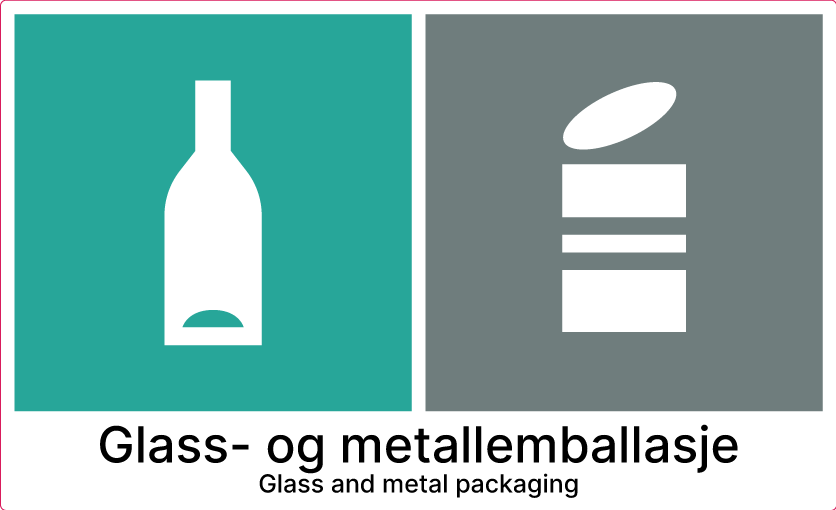 Glass- og metallemballasje
Glass and metal packaging